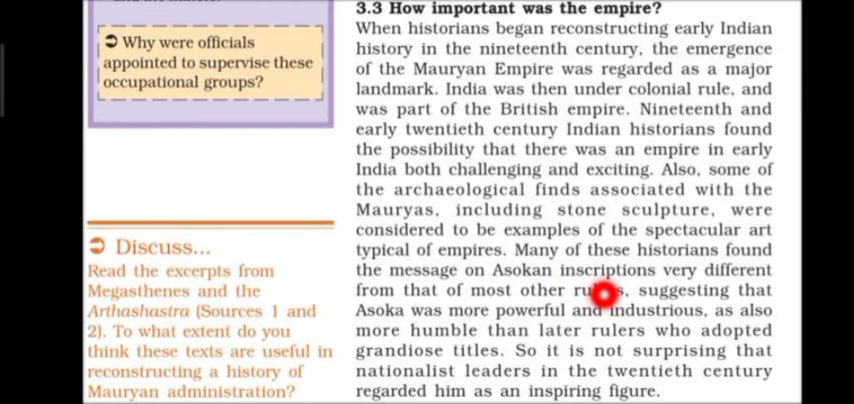 ➲ Why were officials
appointed to supervise these
occupational groups?
➲ Discuss...
Read the excerpts from
Megasthenes and the
Arthashastra (Sources 1 and
2). To what extent do you
think these texts are useful in
reconstructing a history of
Mauryan administration?
3.3 How important was the empire?
When historians began reconstructing early Indian
history in the nineteenth century, the emergence
of the Mauryan Empire was regarded as a major
landmark. India was then under colonial rule, and
was part of the British empire. Nineteenth and
early twentieth century Indian historians found
the possibility that there was an empire in early
India both challenging and exciting. Also, some of
the archaeological finds associated with the
Mauryas, including stone sculpture, were
considered to be examples of the spectacular art
typical of empires. Many of these historians found
the message on Asokan inscriptions very different
from that of most other suggesting that
Asoka was more powerful and industrious, as also
more humble than later rulers who adopted
grandiose titles. So it is not surprising that
nationalist leaders in the twentieth century
regarded him as an inspiring figure.